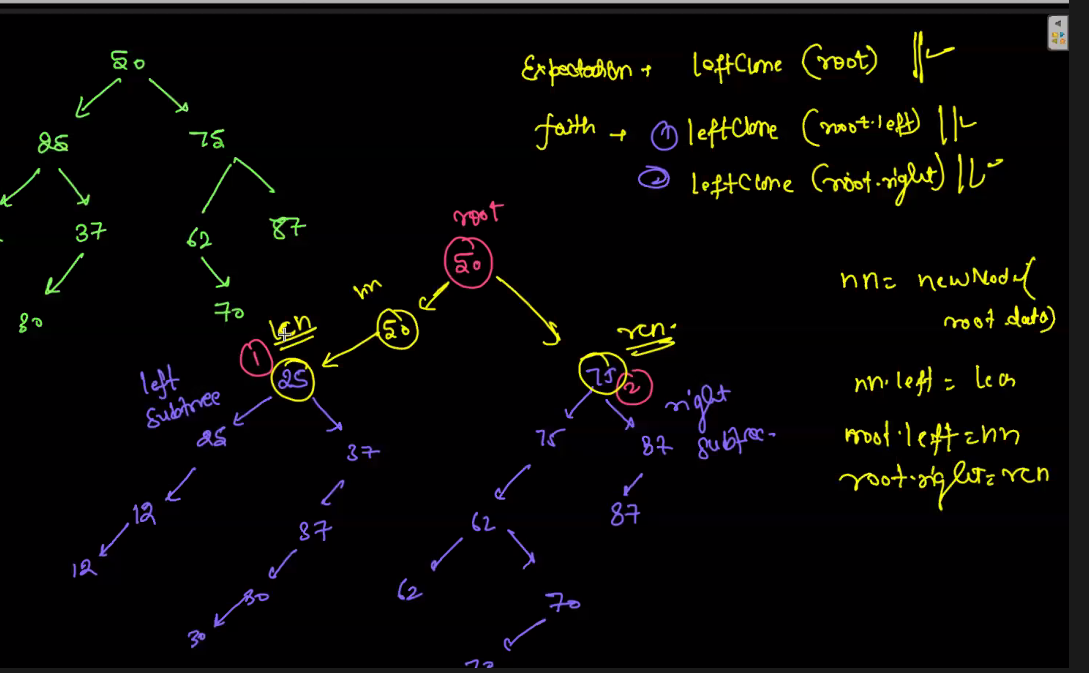 50
25 75
37 62 87
30 70
Expectation → leftClone (root)
faith → ① leftClone (root.left)
② leftClone (root.right)
root
50
nn
50
lcn
1
25
rcn.
75
2
left
subtree
25
37
12
37
12
30
30
right
subtree.
75
87
62
87
62
70
70
nn = newNode(
root.data)
nn.left = lcn
root.left = nn
root.right = rcn